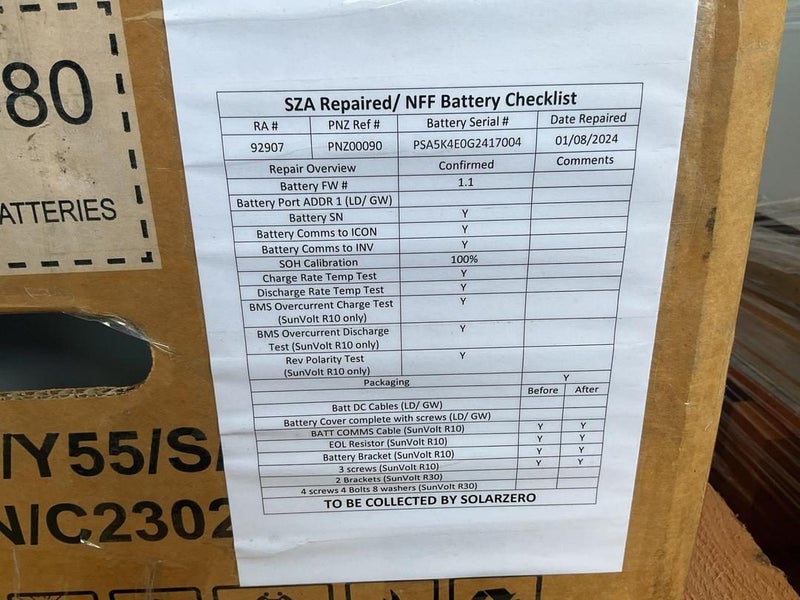 80
ATTERIES
SZA Repaired/ NFF Battery Checklist
RA # PNZ Ref # Battery Serial # Date Repaired
92907 PNZ00090 PSA5K4E0G2417004 01/08/2024
Repair Overview Confirmed Comments
Battery FW # 1.1
Battery Port ADDR 1 (LD/ GW)
Battery SN Y
Battery Comms to ICON Y
Battery Comms to INV Y
SOH Calibration 100%
Charge Rate Temp Test Y
Discharge Rate Temp Test Y
BMS Overcurrent Charge Test Y
(SunVolt R10 only)
BMS Overcurrent Discharge Y
Test (SunVolt R10 only)
Rev Polarity Test Y
(SunVolt R10 only)
Packaging Y
Before After
Batt DC Cables (LD/ GW)
Battery Cover complete with screws (LD/ GW)
BATT COMMS Cable (SunVolt R10) Y Y
EOL Resistor (SunVolt R10) Y Y
Battery Bracket (SunVolt R10) Y Y
3 screws (SunVolt R10) Y Y
2 Brackets (SunVolt R30)
4 screws 4 Bolts 8 washers (SunVolt R30)
TO BE COLLECTED BY SOLARZERO
/Y55/S
N/C2302